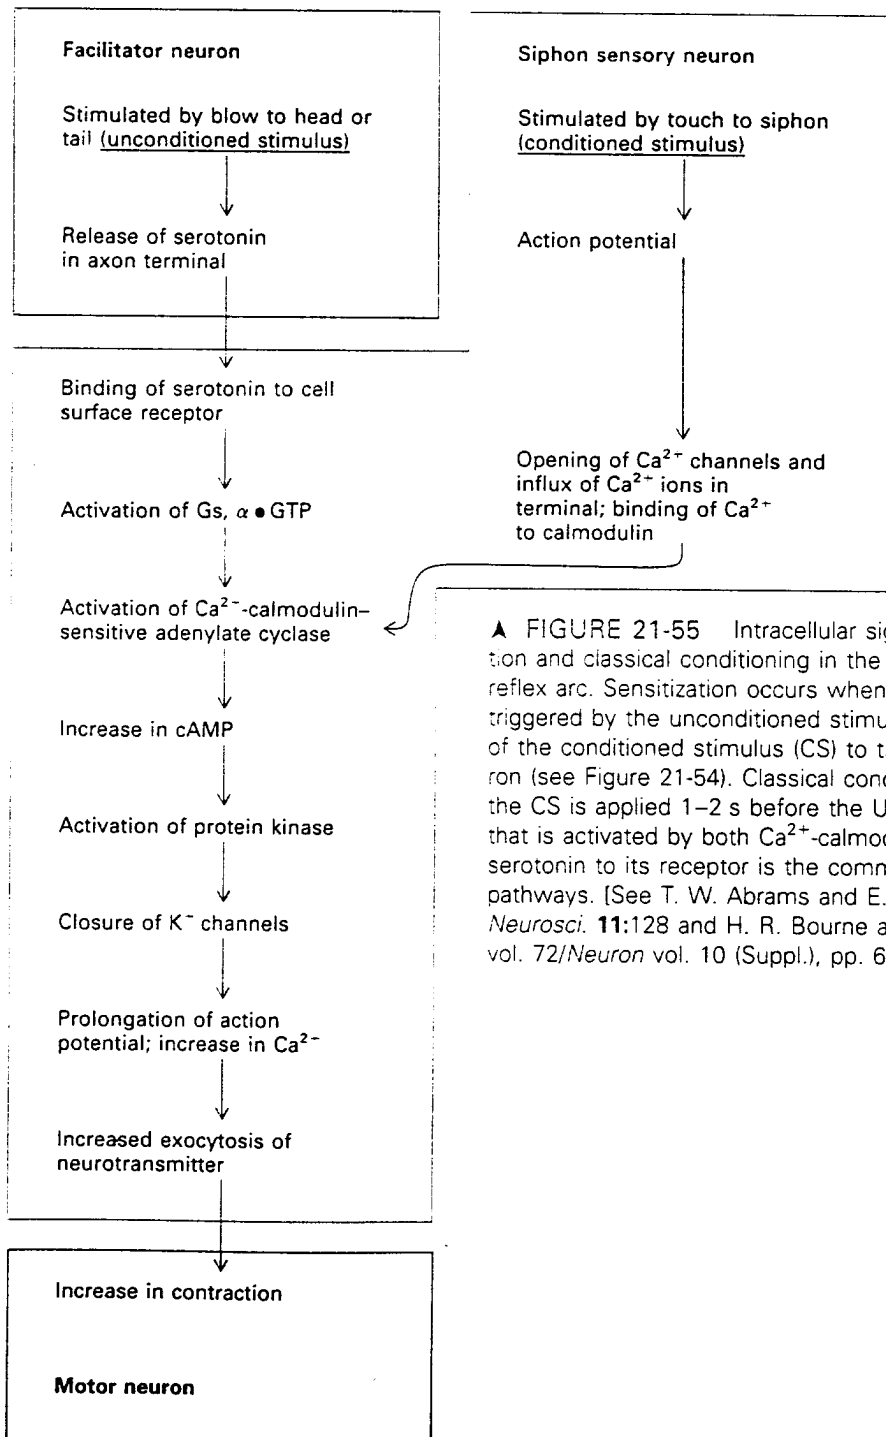 Facilitator neuron
Stimulated by blow to head or
tail (unconditioned stimulus)
Release of serotonin
in axon terminal
Siphon sensory neuron
Stimulated by touch to siphon
(conditioned stimulus)
Action potential
Opening of Ca²⁺ channels and
influx of Ca²⁺ ions in
terminal; binding of Ca²⁺
to calmodulin
Binding of serotonin to cell
surface receptor
Activation of Gs, α●GTP
Activation of Ca²⁻-calmodulin–
sensitive adenylate cyclase
Increase in cAMP
Activation of protein kinase
Closure of K⁻ channels
Prolongation of action
potential; increase in Ca²⁻
Increased exocytosis of
neurotransmitter
Increase in contraction
Motor neuron
▲ FIGURE 21-55 Intracellular
tion and classical conditioning in the
reflex arc. Sensitization occurs when
triggered by the unconditioned
of the conditioned stimulus (CS) to
ron (see Figure 21-54). Classical
the CS is applied 1–2 s before the
that is activated by both
serotonin to its receptor is the
pathways. [See T. W. Abrams and E.
Neurosci. 11:128 and H. R. Bourne
vol. 72/Neuron vol. 10 (Suppl.), pp.